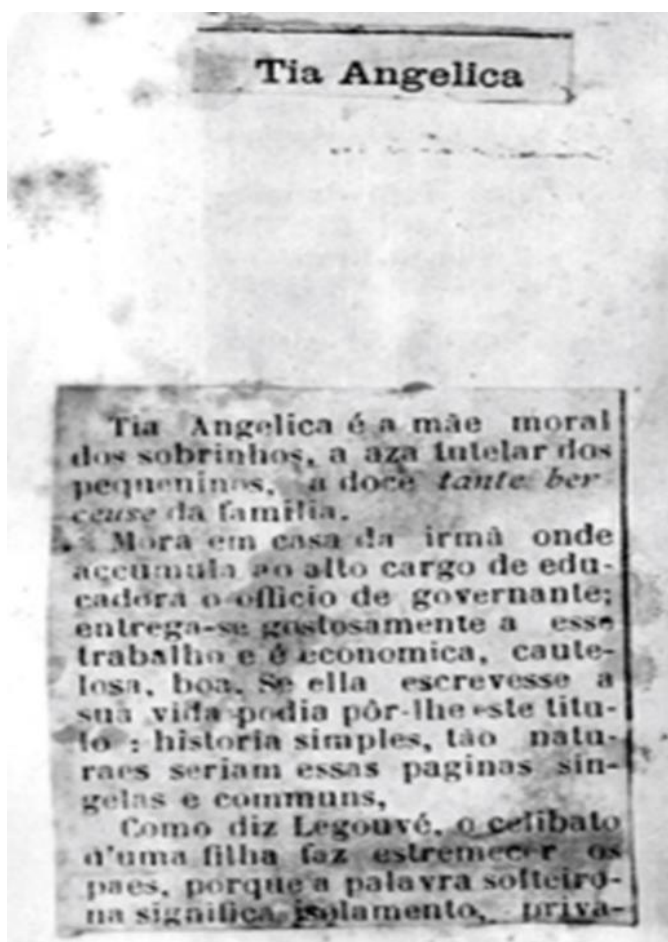 Tia Angelica
Tia Angelica é a mãe moral
dos sobrinhos, a aza tutelar dos
pequeninos, a doce tante ber
ceuse da familia.
Mora em casa da irmã onde
accumula ao alto cargo de edu-
cadora o officio de governante;
entrega-se gostosamente a esse
trabalho e é economica, caute-
losa, boa. Se ella escrevesse a
sua vida podia pôr-lhe este titu-
lo : historia simples, tão natu-
raes seriam essas paginas sin-
gelas e communs,
Como diz Legouvé, o celibato
d'uma filha faz estremecer os
paes, porque a palavra solteiro-
na significa isolamento, priva-